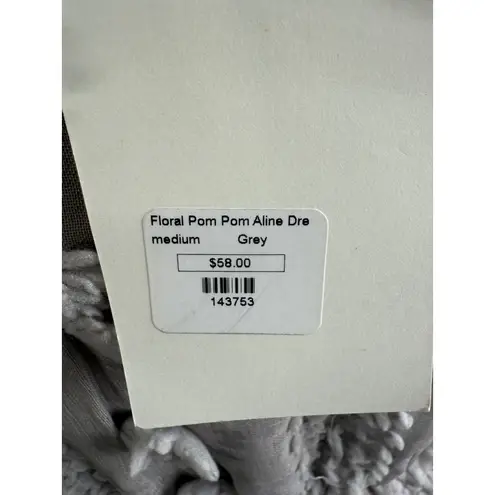 Floral Pom Pom Aline Dre
medium Grey
$58.00
143753